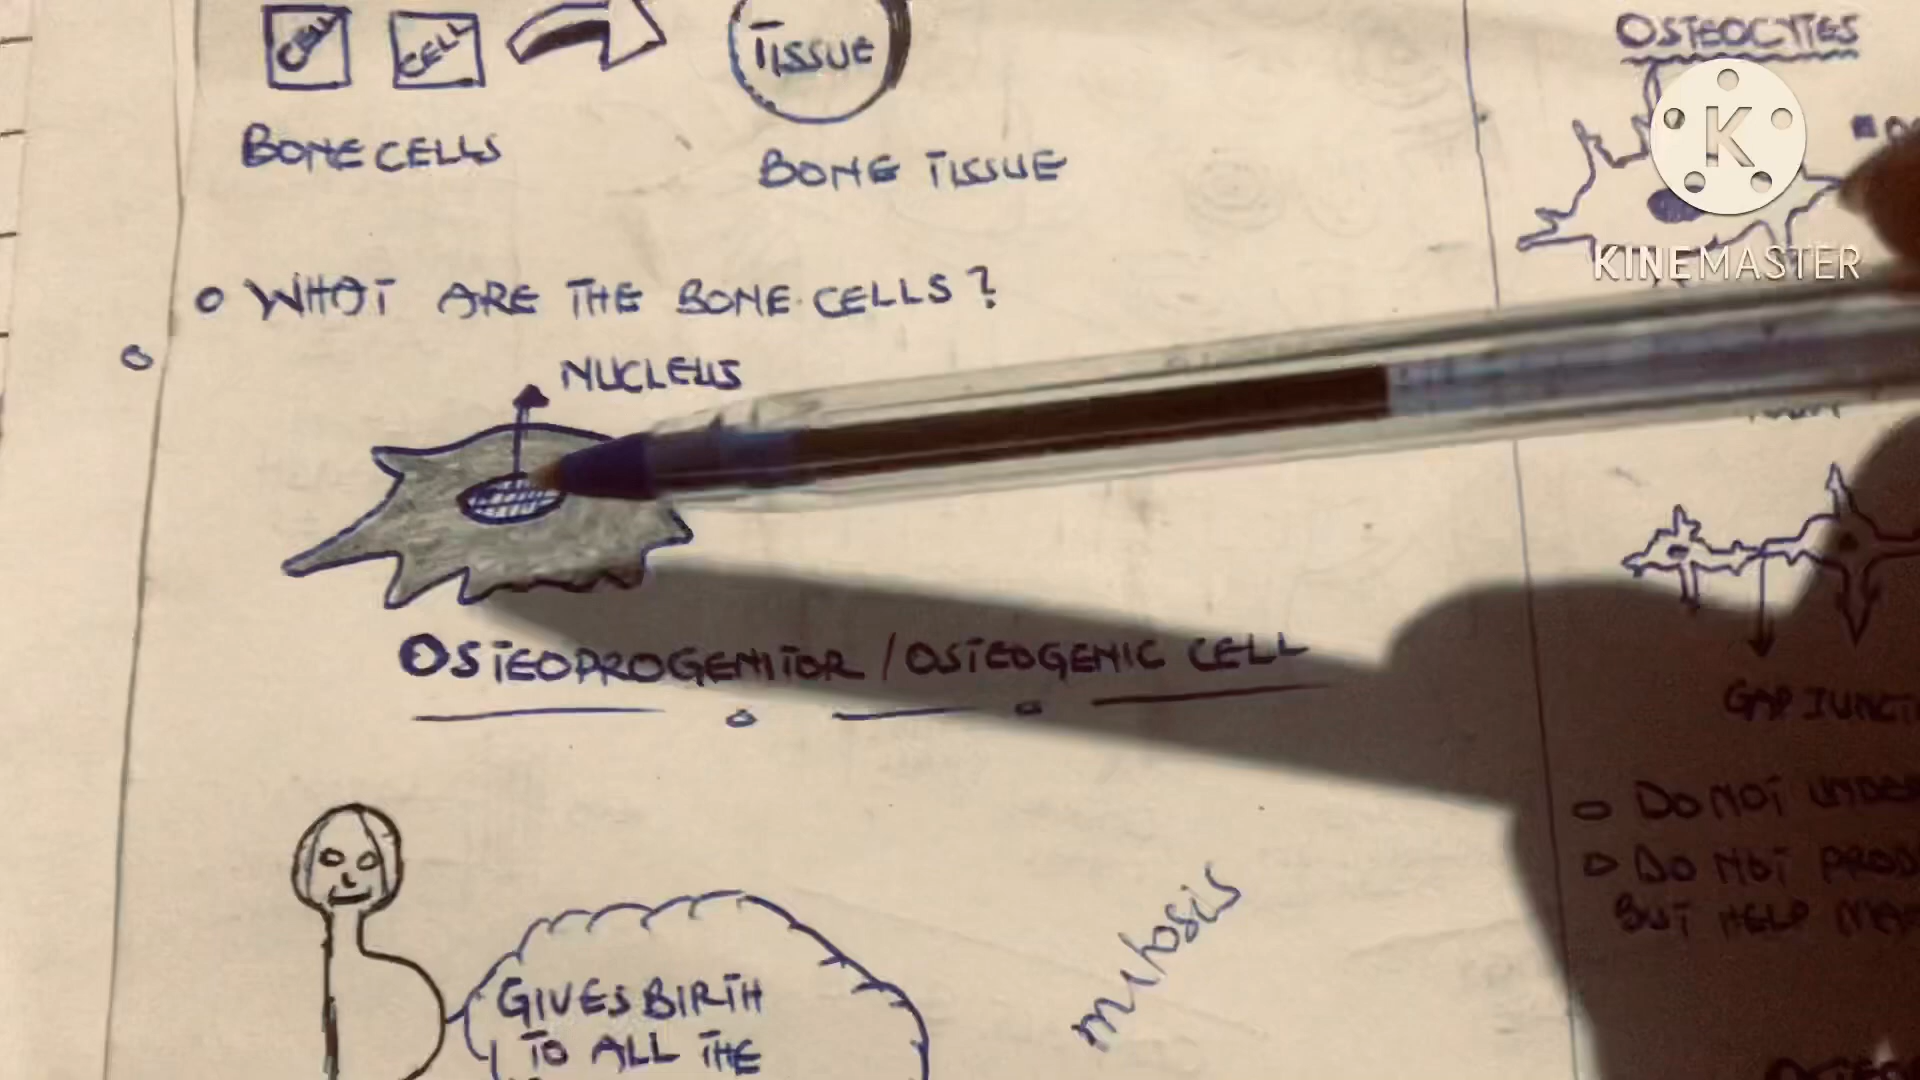 CELL CELL TISSUE
BONE CELLS
BONE TISSUE
WHAT ARE THE BONE CELLS?
NUCLEUS
OSTEOPROGENITOR / OSTEOGENIC CELL
GIVES BIRTH
TO ALL THE
mitosis
OSTEOCYTES
K
KINEMASTER
GAP
DO NOT
DO NOT
BUT HELP